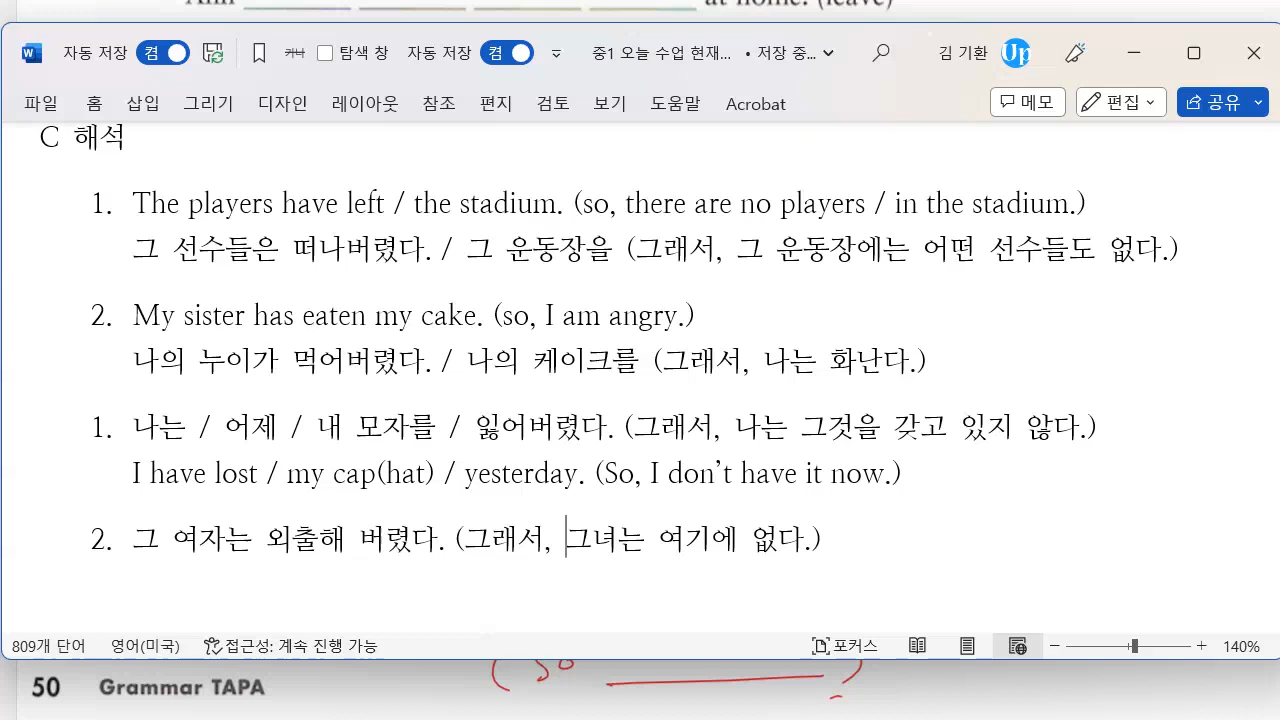 at home. (leave)
자동 저장 켬 가나 탐색 창 자동 저장 켬 중1 오늘 수업 현재... • 저장 중... 김 기환 Up
파일 홈 삽입 그리기 디자인 레이아웃 참조 편지 검토 보기 도움말 Acrobat 메모 편집 공유
C 해석
1. The players have left / the stadium. (so, there are no players / in the stadium.)
그 선수들은 떠나버렸다. / 그 운동장을 (그래서, 그 운동장에는 어떤 선수들도 없다.)
2. My sister has eaten my cake. (so, I am angry.)
나의 누이가 먹어버렸다. / 나의 케이크를 (그래서, 나는 화난다.)
1. 나는 / 어제 / 내 모자를 / 잃어버렸다. (그래서, 나는 그것을 갖고 있지 않다.)
I have lost / my cap(hat) / yesterday. (So, I don't have it now.)
2. 그 여자는 외출해 버렸다. (그래서, 그녀는 여기에 없다.)
809개 단어 영어(미국) 접근성: 계속 진행 가능 포커스 140%
( so )
50 Grammar TAPA